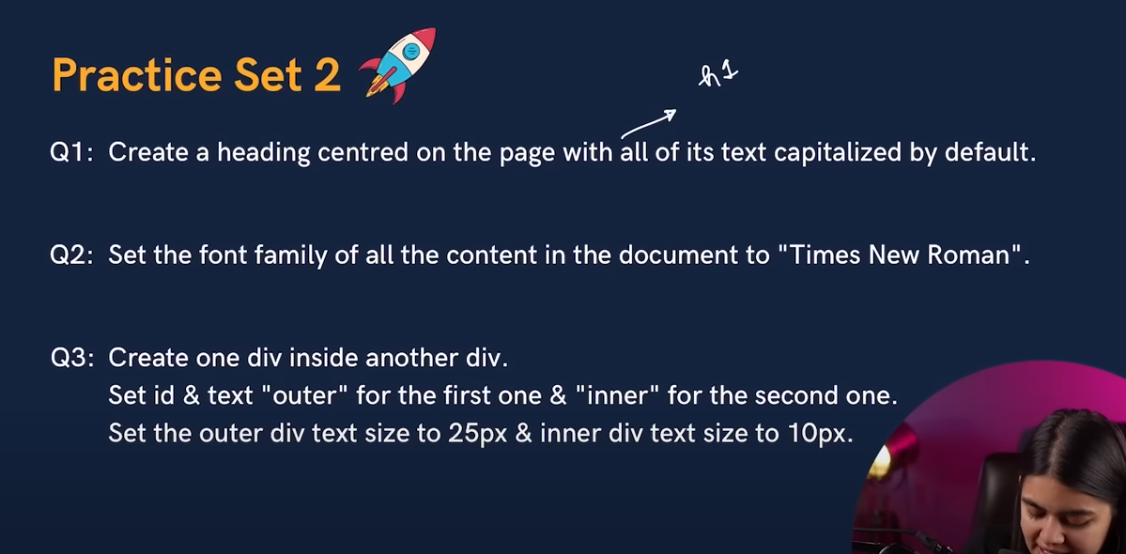 Practice Set 2
h1
Q1: Create a heading centred on the page with all of its text capitalized by default.
Q2: Set the font family of all the content in the document to "Times New Roman".
Q3: Create one div inside another div.
Set id & text "outer" for the first one & "inner" for the second one.
Set the outer div text size to 25px & inner div text size to 10px.